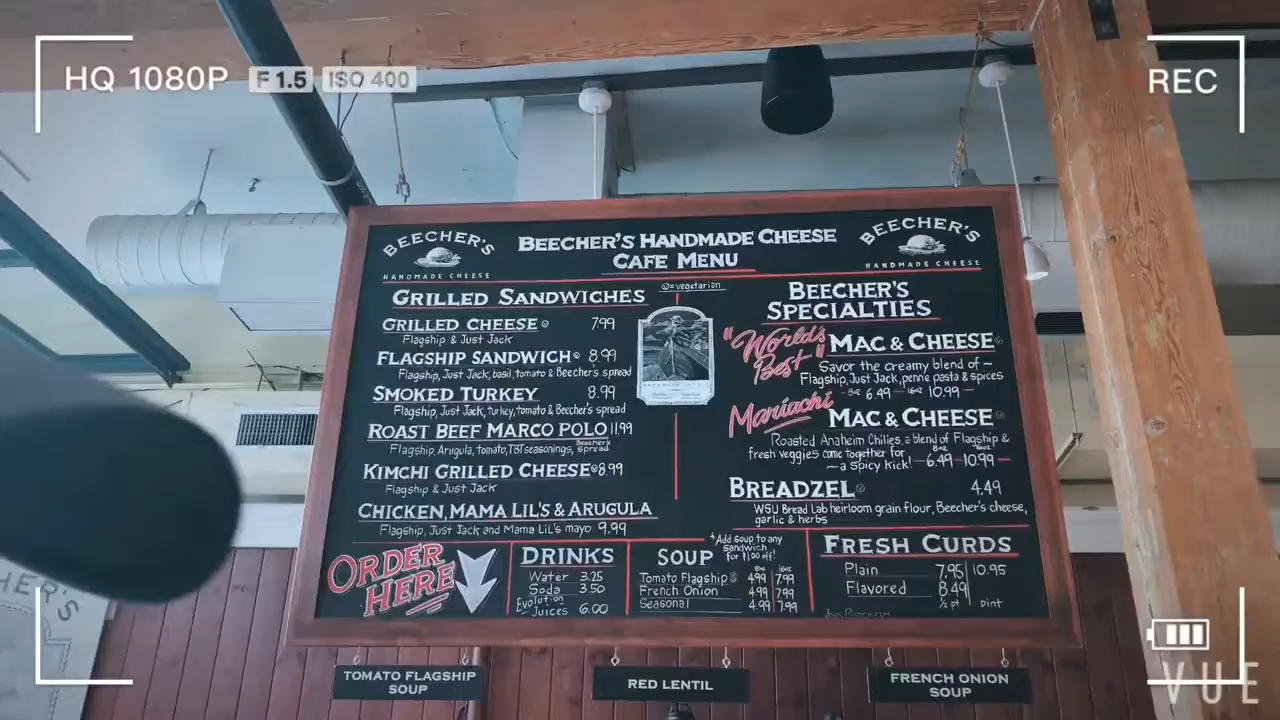 HQ 1080P F 1.5 ISO 400
REC
BEECHER'S
HANDMADE CHEESE
BEECHER'S HANDMADE CHEESE
CAFE MENU
BEECHER'S
HANDMADE CHEESE
= vegetarian
GRILLED SANDWICHES
GRILLED CHEESE 7.99
Flagship & Just Jack
FLAGSHIP SANDWICH 8.99
Flagship, Just Jack, basil, tomato & Beecher's spread
SMOKED TURKEY 8.99
Flagship, Just Jack, turkey, tomato & Beecher's spread
ROAST BEEF MARCO POLO 11.99
Flagship, Arugula, tomato, TBT seasonings, Beecher's spread
KIMCHI GRILLED CHEESE 8.99
Flagship & Just Jack
CHICKEN, MAMA LIL'S & ARUGULA
Flagship, Just Jack and Mama Lil's mayo 9.99
BEECHER'S
SPECIALTIES
"World's Best" MAC & CHEESE
Savor the creamy blend of ~
Flagship, Just Jack, penne pasta & spices
8oz 6.49 16oz 10.99
Mariachi MAC & CHEESE
Roasted Anaheim Chilies, a blend of Flagship &
fresh veggies come together for
~a spicy kick! 8oz 6.49 16oz 10.99
BREADZEL 4.49
WSU Bread Lab heirloom grain flour, Beecher's cheese,
garlic & herbs
ORDER
HERE
DRINKS
Water 3.25
Soda 3.50
Evolution
Juices 6.00
SOUP
*Add soup to any
sandwich
for $1.00 off!
8oz 16oz
Tomato Flagship 4.99 7.99
French Onion 4.99 7.99
Seasonal 4.99 7.99
FRESH CURDS
Plain 7.95 10.95
Flavored 8.49
½ pt pint
TOMATO FLAGSHIP
SOUP
RED LENTIL
FRENCH ONION
SOUP
HER'S
VUE